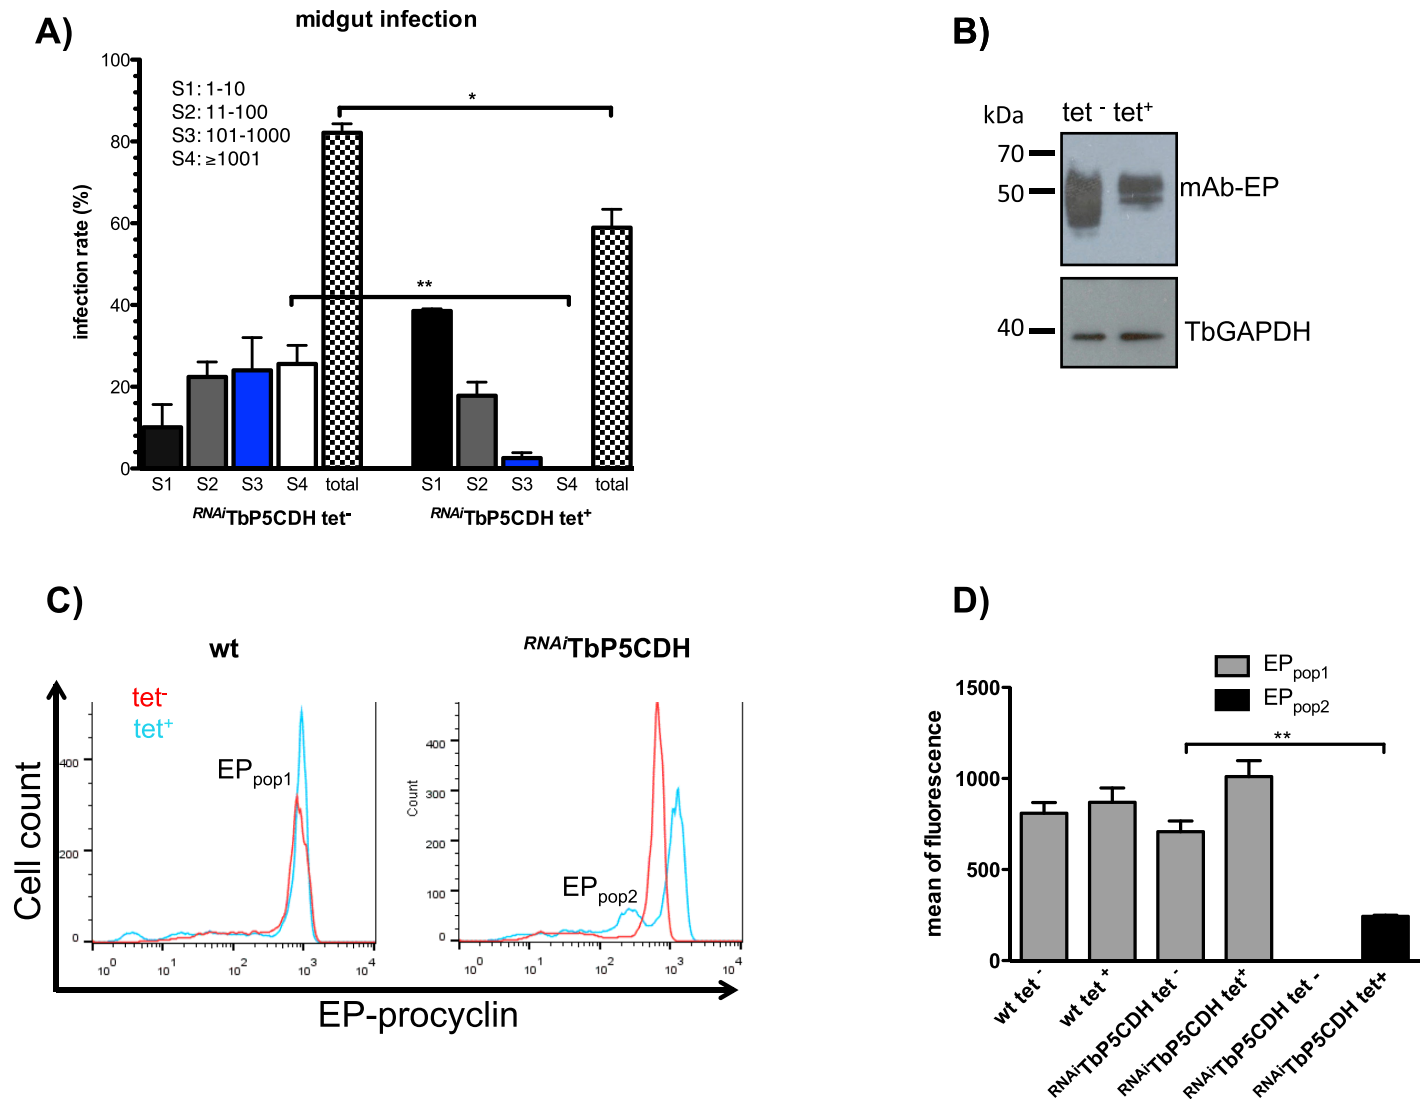 A)
midgut infection
S1: 1-10
S2: 11-100
S3: 101-1000
S4: ≥1001
infection rate (%)
100
80
60
40
20
0
*
**
S1 S2 S3 S4 total S1 S2 S3 S4 total
RNAiTbP5CDH tet- RNAiTbP5CDH tet+
B)
kDa tet - tet+
70
50
mAb-EP
40
TbGAPDH
C)
wt
RNAiTbP5CDH
tet-
tet+
EPpop1
EPpop2
Cell count
400
200
0
Count
400
300
200
100
0
10^0 10^1 10^2 10^3 10^4
10^0 10^1 10^2 10^3 10^4
EP-procyclin
D)
EPpop1
EPpop2
mean of fluorescence
1500
1000
500
0
**
wt tet -
wt tet +
RNAiTbP5CDH tet -
RNAiTbP5CDH tet+
RNAiTbP5CDH tet -
RNAiTbP5CDH tet+